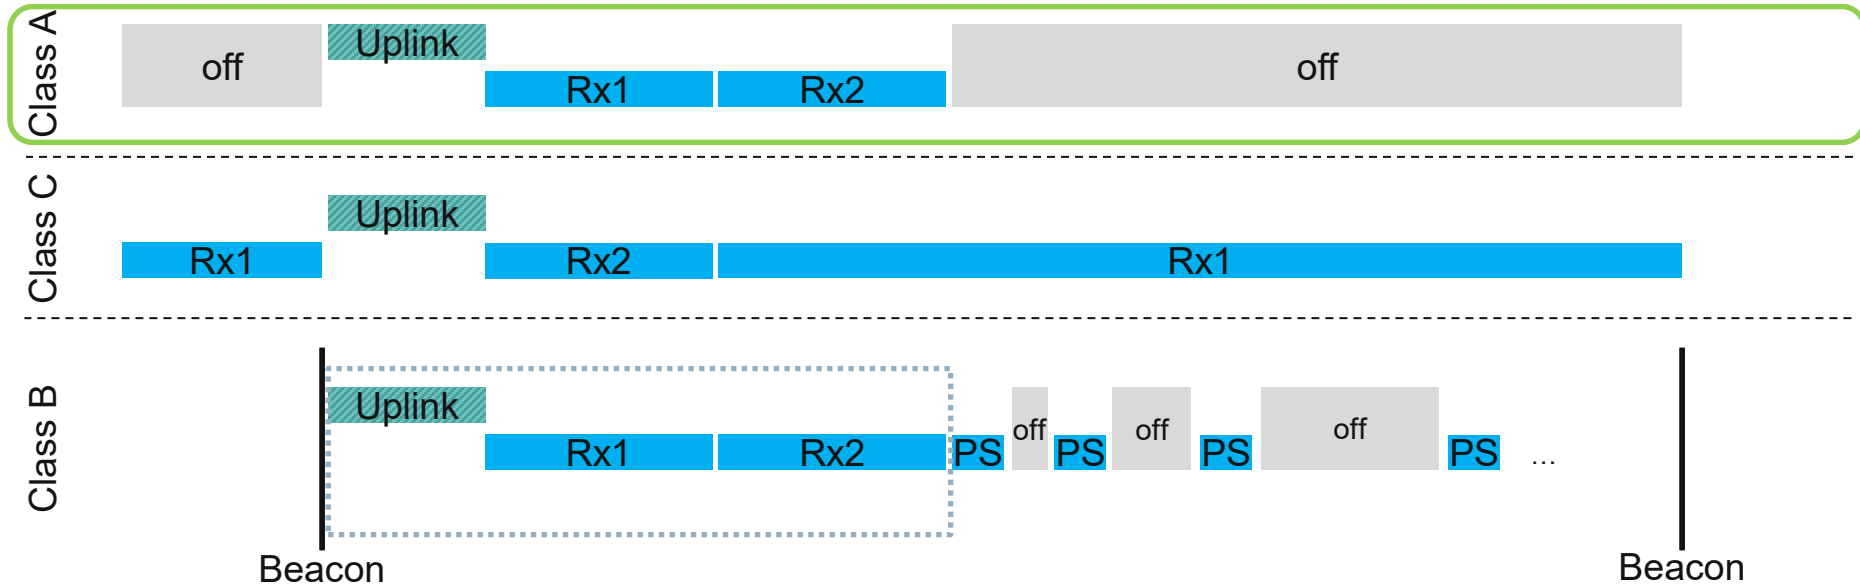 Class A
off
Uplink
Rx1
Rx2
off
Class C
Rx1
Uplink
Rx2
Rx1
Class B
Uplink
Rx1
Rx2
PS
off
PS
off
PS
off
PS
...
Beacon
Beacon